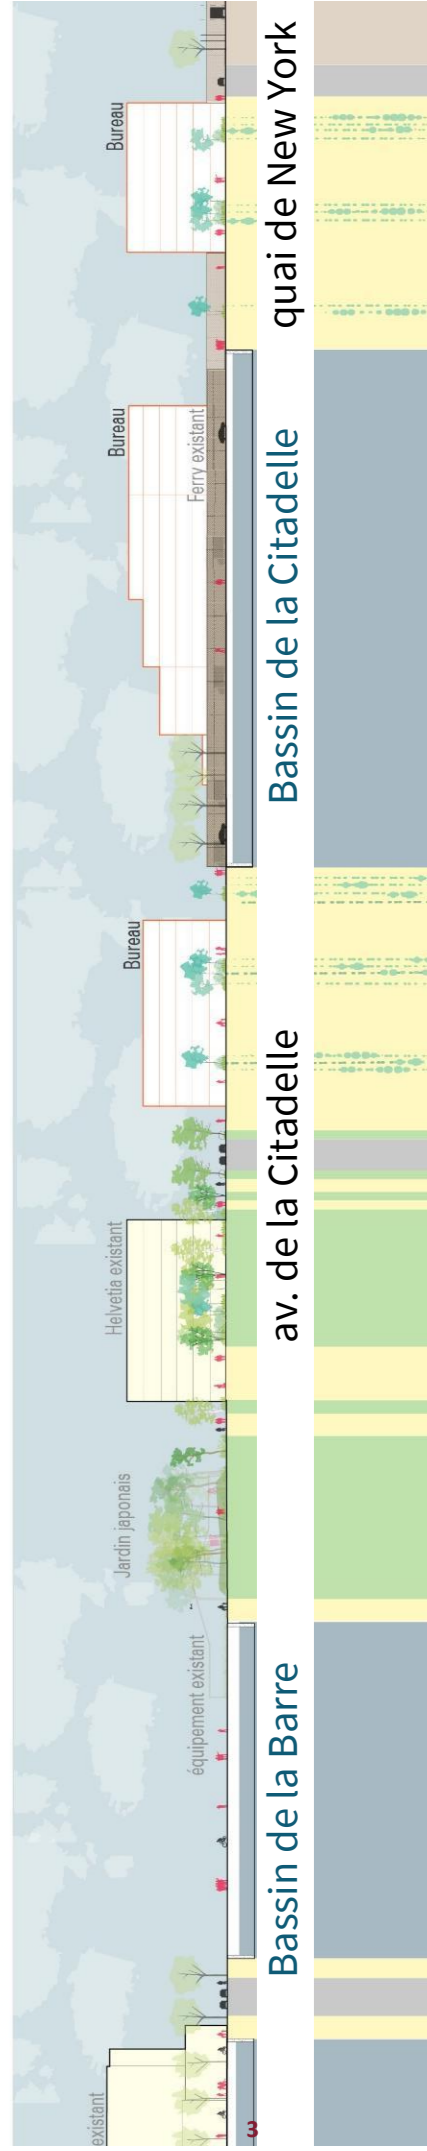 existant
équipement existant
Jardin japonais
Helvetia existant
Bureau
Bureau
Ferry existant
Bureau
Bassin de la Barre
av. de la Citadelle
Bassin de la Citadelle
quai de New York
3